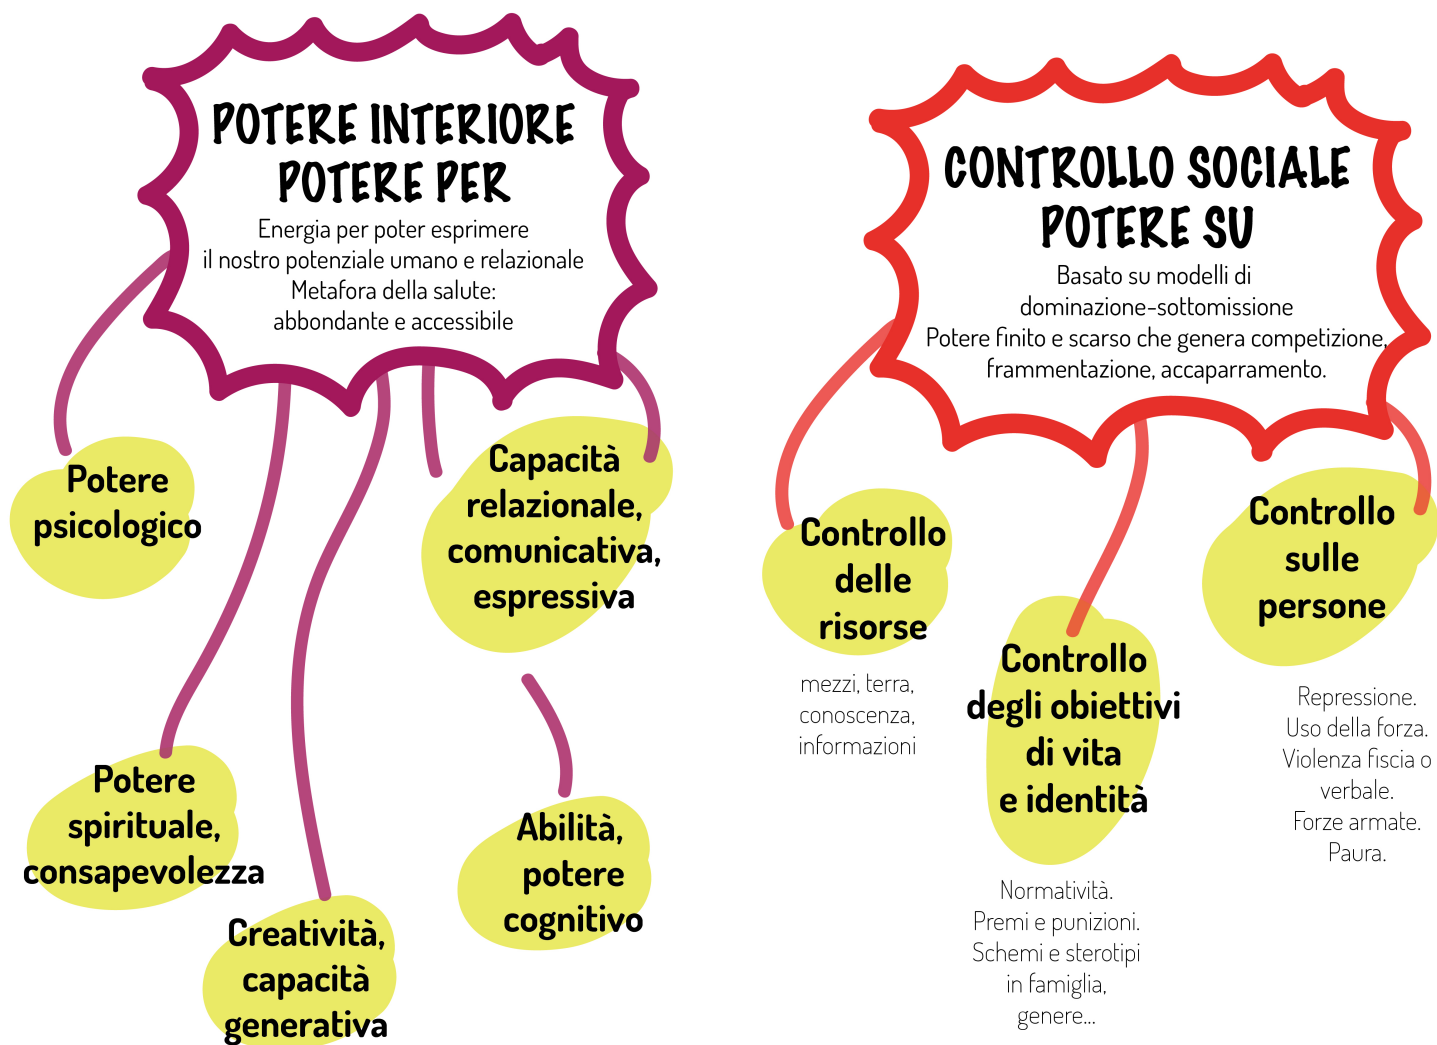 POTERE INTERIORE
POTERE PER
Energia per poter esprimere
il nostro potenziale umano e relazionale
Metafora della salute:
abbondante e accessibile
Potere
psicologico
Capacità
relazionale,
comunicativa,
espressiva
Potere
spirituale,
consapevolezza
Creatività,
capacità
generativa
Abilità,
potere
cognitivo
CONTROLLO SOCIALE
POTERE SU
Basato su modelli di
dominazione-sottomissione
Potere finito e scarso che genera competizione,
frammentazione, accaparramento.
Controllo
delle
risorse
mezzi, terra,
conoscenza,
informazioni
Controllo
degli obiettivi
di vita
e identità
Normatività.
Premi e punizioni.
Schemi e sterotipi
in famiglia,
genere...
Controllo
sulle
persone
Repressione.
Uso della forza.
Violenza fiscia o
verbale.
Forze armate.
Paura.